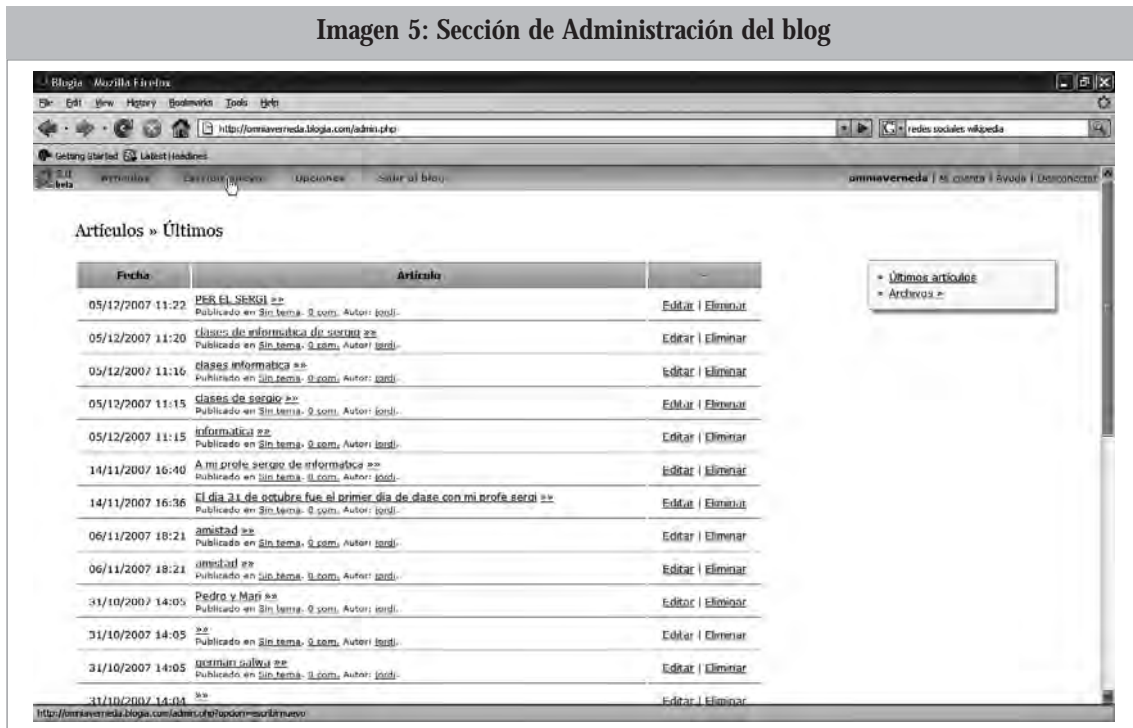 Imagen 5: Sección de Administración del blog
Blogia - Mozilla Firefox
File Edit View History Bookmarks Tools Help
http://omniaverneda.blogia.com/admin.php
redes sociales wikipedia
Getting Started Latest Headlines
beta Artículos Escribir nuevo Opciones Salir al blog omniaverneda | Mi cuenta | Ayuda | Desconectar
Artículos » Últimos
Fecha Artículo
• Últimos artículos
• Archivos »
05/12/2007 11:22 PER EL SERGI »» Editar | Eliminar
Publicado en Sin tema. 0 com. Autor: jordi.
05/12/2007 11:20 clases de informatica de sergio »» Editar | Eliminar
Publicado en Sin tema. 0 com. Autor: jordi.
05/12/2007 11:16 clases informatica »» Editar | Eliminar
Publicado en Sin tema. 0 com. Autor: jordi.
05/12/2007 11:15 clases de sergio »» Editar | Eliminar
Publicado en Sin tema. 0 com. Autor: jordi.
05/12/2007 11:15 informatica »» Editar | Eliminar
Publicado en Sin tema. 0 com. Autor: jordi.
14/11/2007 16:40 A mi profe sergio de informatica »» Editar | Eliminar
Publicado en Sin tema. 0 com. Autor: jordi.
14/11/2007 16:36 El dia 31 de octubre fue el primer dia de clase con mi profe sergi »» Editar | Eliminar
Publicado en Sin tema. 0 com. Autor: jordi.
06/11/2007 18:21 amistad »» Editar | Eliminar
Publicado en Sin tema. 0 com. Autor: jordi.
06/11/2007 18:21 amistad »» Editar | Eliminar
Publicado en Sin tema. 0 com. Autor: jordi.
31/10/2007 14:05 Pedro y Mari »» Editar | Eliminar
Publicado en Sin tema. 0 com. Autor: jordi.
31/10/2007 14:05 »» Editar | Eliminar
Publicado en Sin tema. 0 com. Autor: jordi.
31/10/2007 14:05 german salwa »» Editar | Eliminar
Publicado en Sin tema. 0 com. Autor: jordi.
31/10/2007 14:04 »» Editar | Eliminar
http://omniaverneda.blogia.com/admin.php?opcion=escribirnuevo